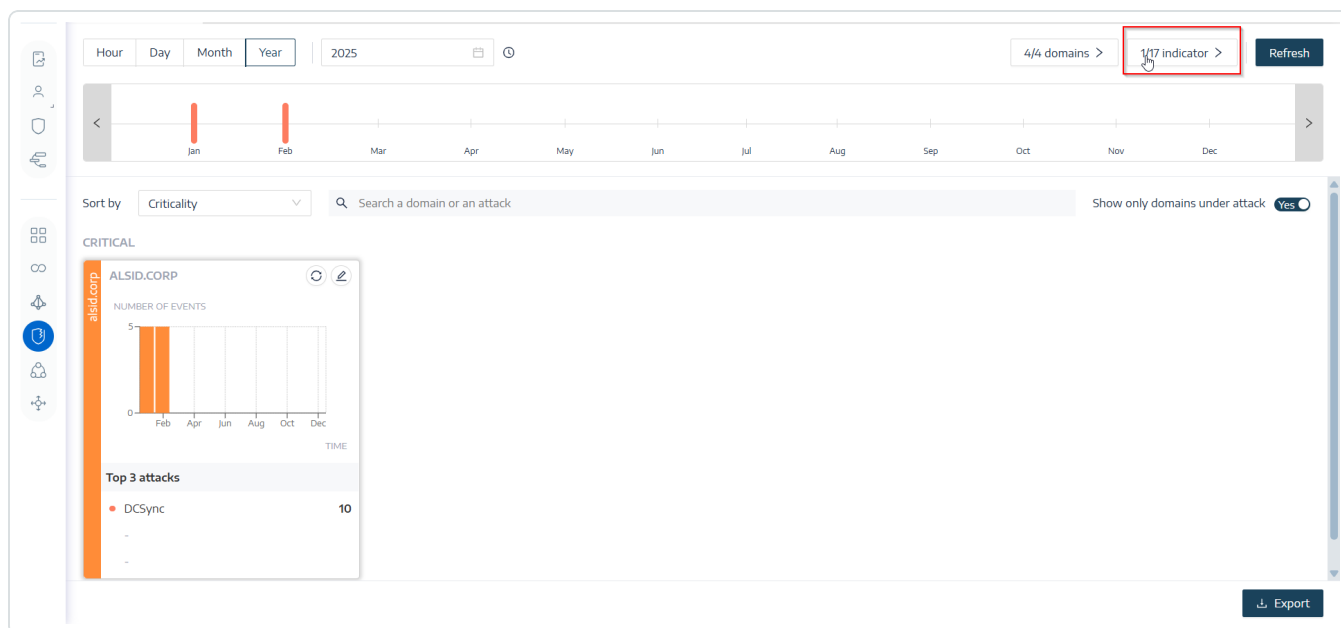 Hour Day Month Year 2025 4/4 domains > 1/17 indicator > Refresh
Jan Feb Mar Apr May Jun Jul Aug Sep Oct Nov Dec
Sort by Criticality Search a domain or an attack Show only domains under attack Yes
CRITICAL
alsid.corp
ALSID.CORP
NUMBER OF EVENTS
5
0
Feb Apr Jun Aug Oct Dec
TIME
Top 3 attacks
DCSync 10
-
-
Export